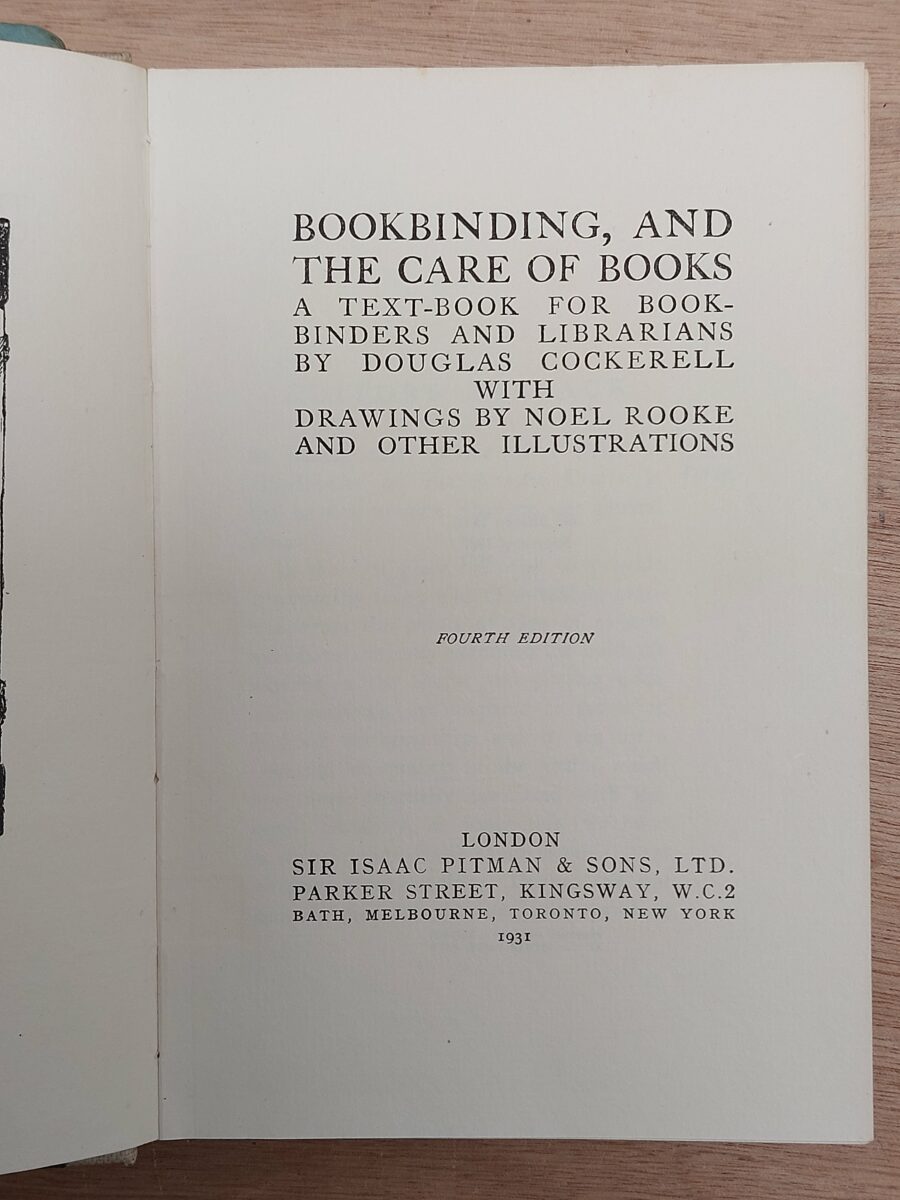 BOOKBINDING, AND
THE CARE OF BOOKS
A TEXT-BOOK FOR BOOK-
BINDERS AND LIBRARIANS
BY DOUGLAS COCKERELL
WITH
DRAWINGS BY NOEL ROOKE
AND OTHER ILLUSTRATIONS
FOURTH EDITION
LONDON
SIR ISAAC PITMAN & SONS, LTD.
PARKER STREET, KINGSWAY, W.C.2
BATH, MELBOURNE, TORONTO, NEW YORK
1931